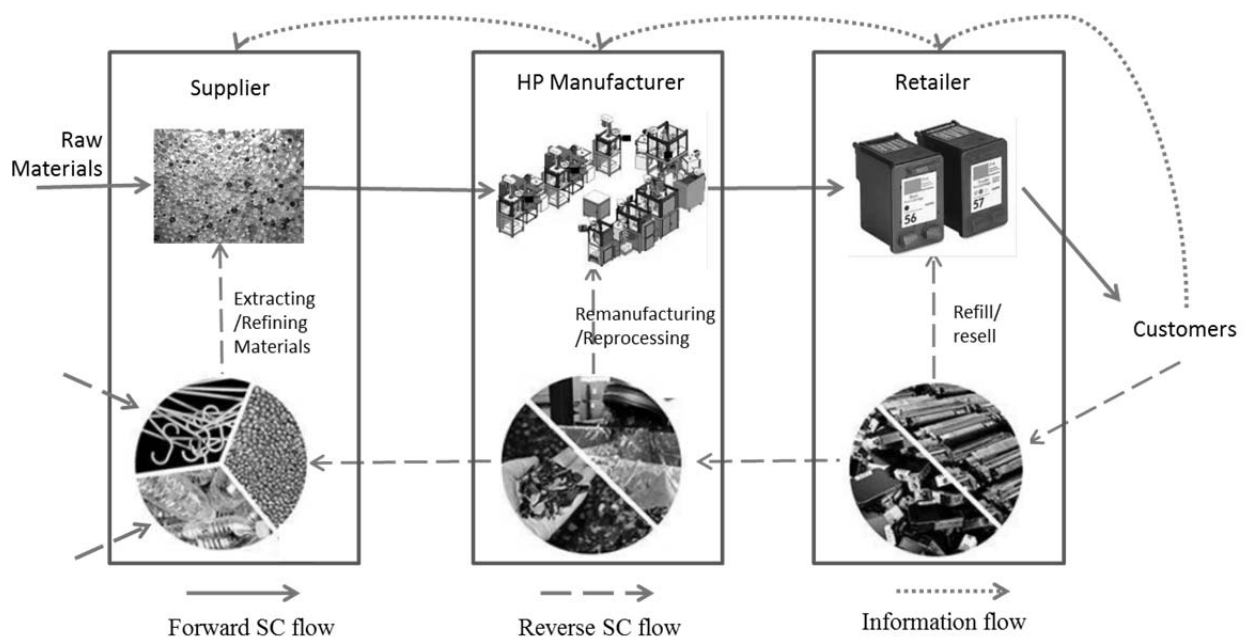 Supplier
HP Manufacturer
Retailer
Raw
Materials
56
57
Extracting
/Refining
Materials
Remanufacturing
/Reprocessing
Refill/
resell
Customers
Forward SC flow
Reverse SC flow
Information flow